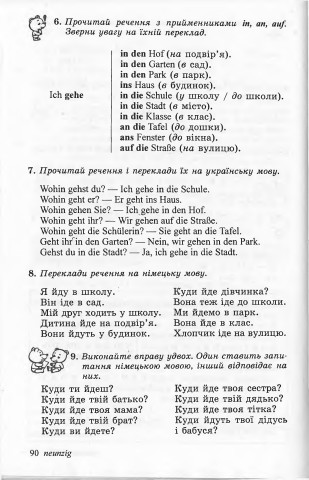 6. Прочитай речення з прийменниками in, an, auf.
Зверни увагу на їхній переклад.
Ich gehe
in den Hof (на подвір’я).
in den Garten (в сад).
in den Park (в парк).
ins Haus (в будинок).
in die Schule (у школу / до школи).
in die Stadt (в місто).
in die Klasse (в клас).
an die Tafel (до дошки).
ans Fenster (до вікна).
auf die Straße (на вулицю).
7. Прочитай речення і переклади їх на українську мову.
Wohin gehst du? — Ich gehe in die Schule.
Wohin geht er? — Er geht ins Haus.
Wohin gehen Sie? — Ich gehe in den Hof.
Wohin geht ihr? — Wir gehen auf die Straße.
Wohin geht die Schülerin? — Sie geht an die Tafel.
Geht ihr in den Garten? — Nein, wir gehen in den Park.
Gehst du in die Stadt? — Ja, ich gehe in die Stadt.
8. Переклади речення на німецьку мову.
Я йду в школу.
Він іде в сад.
Мій друг ходить у школу.
Дитина йде на подвір’я.
Вони йдуть у будинок.
Куди йде дівчинка?
Вона теж іде до школи.
Ми йдемо в парк.
Вона йде в клас.
Хлопчик іде на вулицю.
9. Виконайте вправу удвох. Один ставить запи-
тання німецькою мовою, інший відповідає на
них.
Куди ти йдеш?
Куди йде твій батько?
Куди йде твоя мама?
Куди йде твій брат?
Куди ви йдете?
Куди йде твоя сестра?
Куди йде твій дядько?
Куди йде твоя тітка?
Куди йдуть твої дідусь
і бабуся?
90 neunzig